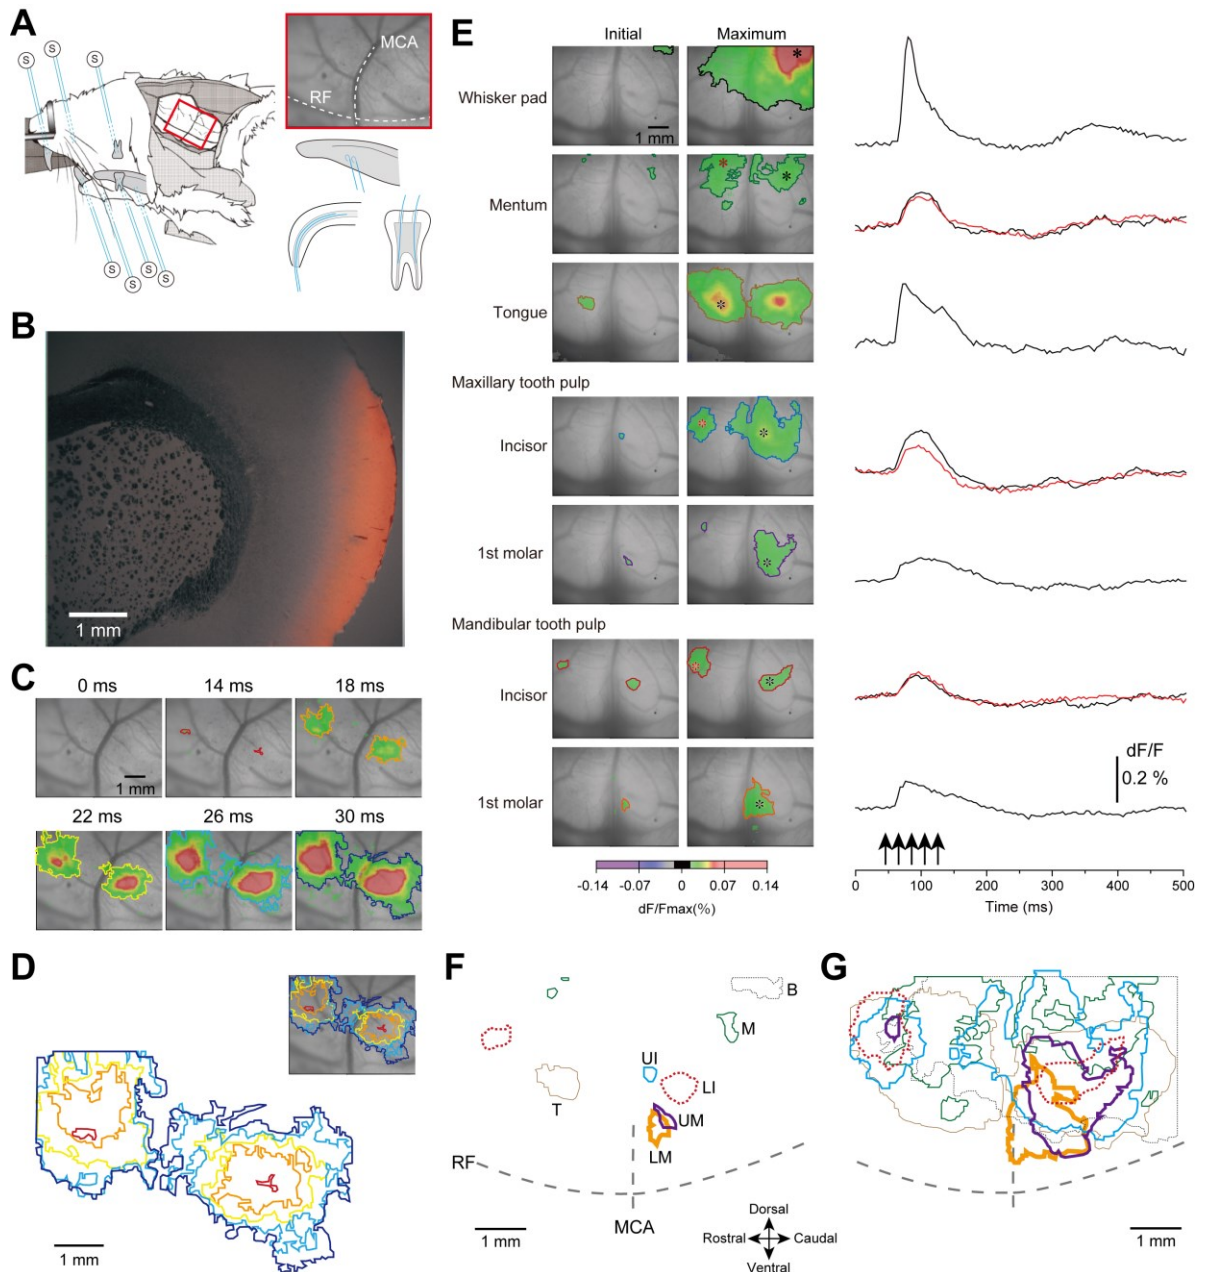 A
S
S
S
S
S
S
S
MCA
RF
B
1 mm
C
0 ms
14 ms
18 ms
1 mm
22 ms
26 ms
30 ms
D
1 mm
E
Initial
Maximum
Whisker pad
1 mm
*
Mentum
*
*
Tongue
*
Maxillary tooth pulp
Incisor
*
*
1st molar
*
Mandibular tooth pulp
Incisor
*
*
1st molar
*
-0.14 -0.07 0 0.07 0.14
dF/Fmax(%)
dF/F
0.2 %
0 100 200 300 400 500
Time (ms)
F
B
M
UI
LI
T
UM
LM
RF
MCA
1 mm
Dorsal
Rostral Caudal
Ventral
G
1 mm